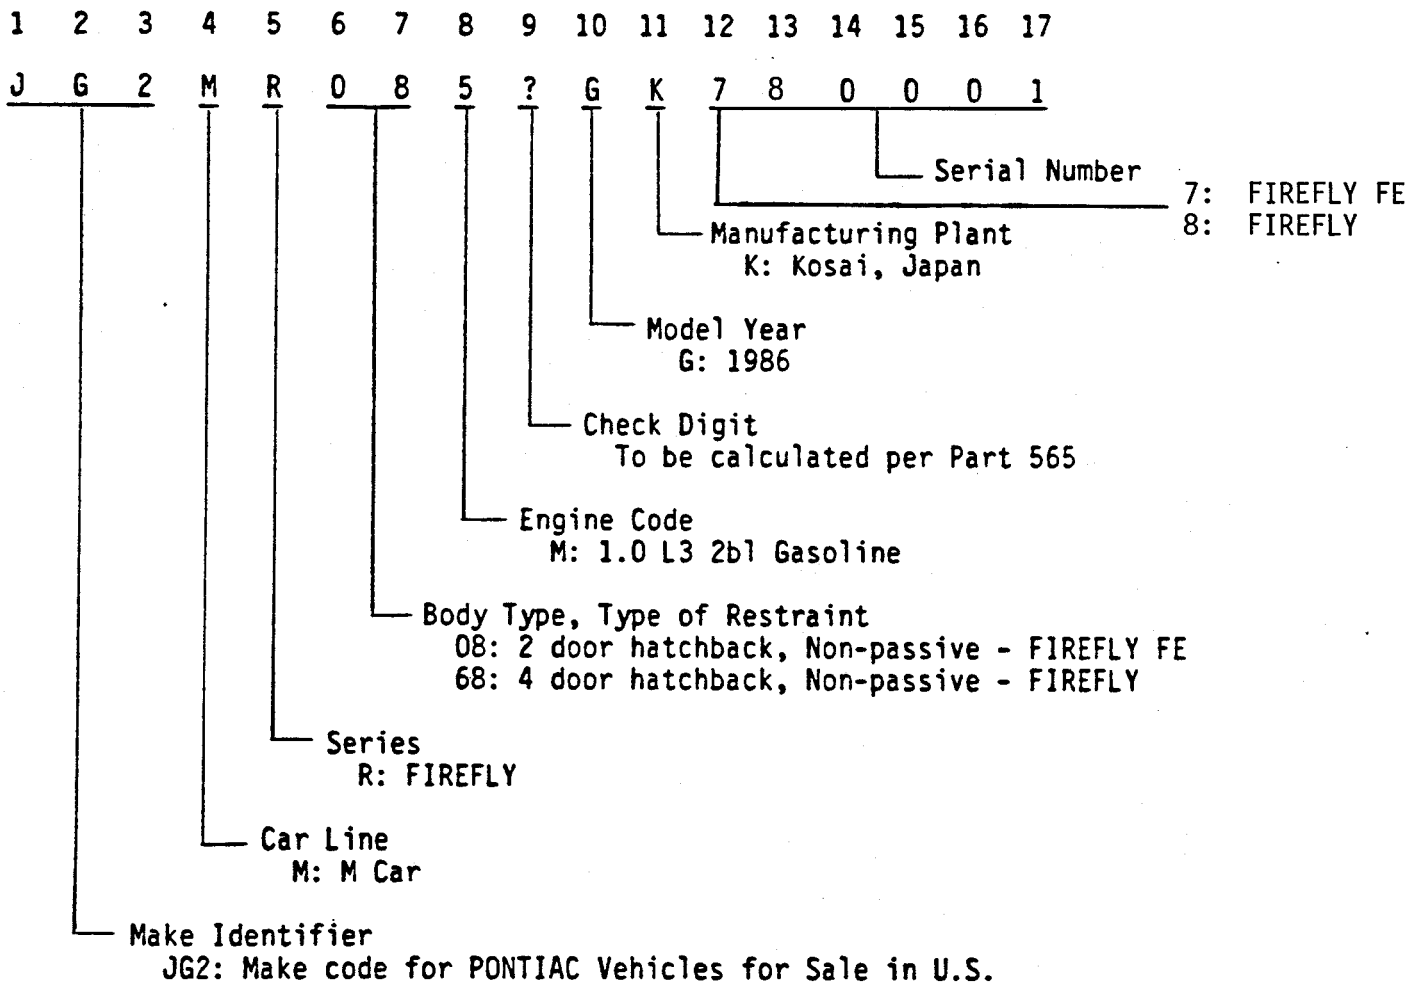 1 2 3 4 5 6 7 8 9 10 11 12 13 14 15 16 17
J G 2 M R 0 8 5 ? G K 7 8 0 0 0 1
Serial Number
7: FIREFLY FE
8: FIREFLY
Manufacturing Plant
K: Kosai, Japan
Model Year
G: 1986
Check Digit
To be calculated per Part 565
Engine Code
M: 1.0 L3 2bl Gasoline
Body Type, Type of Restraint
08: 2 door hatchback, Non-passive - FIREFLY FE
68: 4 door hatchback, Non-passive - FIREFLY
Series
R: FIREFLY
Car Line
M: M Car
Make Identifier
JG2: Make code for PONTIAC Vehicles for Sale in U.S.